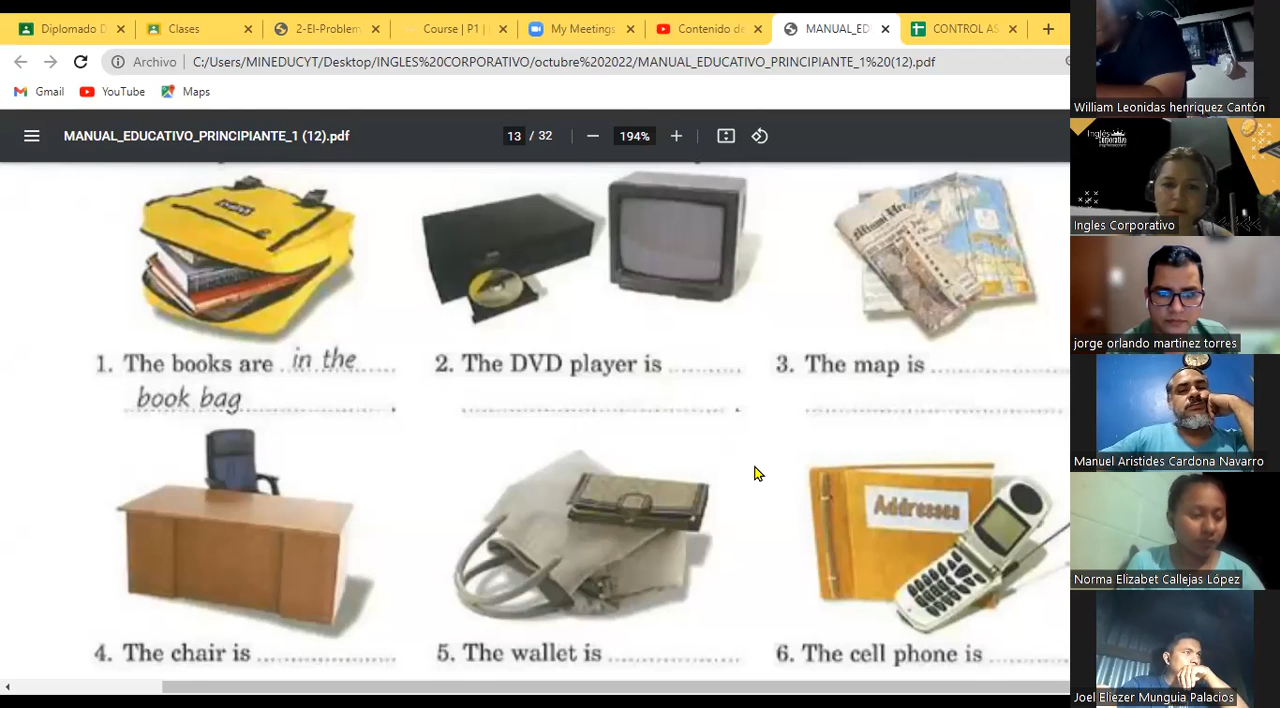 Diplomado D
Clases
2-El-Problem
Course | P1 |
My Meetings
Contenido de
MANUAL_ED
CONTROL AS
Archivo
C:/Users/MINEDUCYT/Desktop/INGLES%20CORPORATIVO/octubre%202022/MANUAL_EDUCATIVO_PRINCIPIANTE_1%20(12).pdf
Gmail
YouTube
Maps
MANUAL_EDUCATIVO_PRINCIPIANTE_1 (12).pdf
13 / 32
194%
1. The books are in the
book bag
2. The DVD player is
3. The map is
Addresses
4. The chair is
5. The wallet is
6. The cell phone is
William Leonidas henriquez Cantón
Inglés
Corporativo
Ingles Corporativo
jorge orlando martinez torres
Manuel Aristides Cardona Navarro
Norma Elizabet Callejas López
Joel Eliezer Munguia Palacios